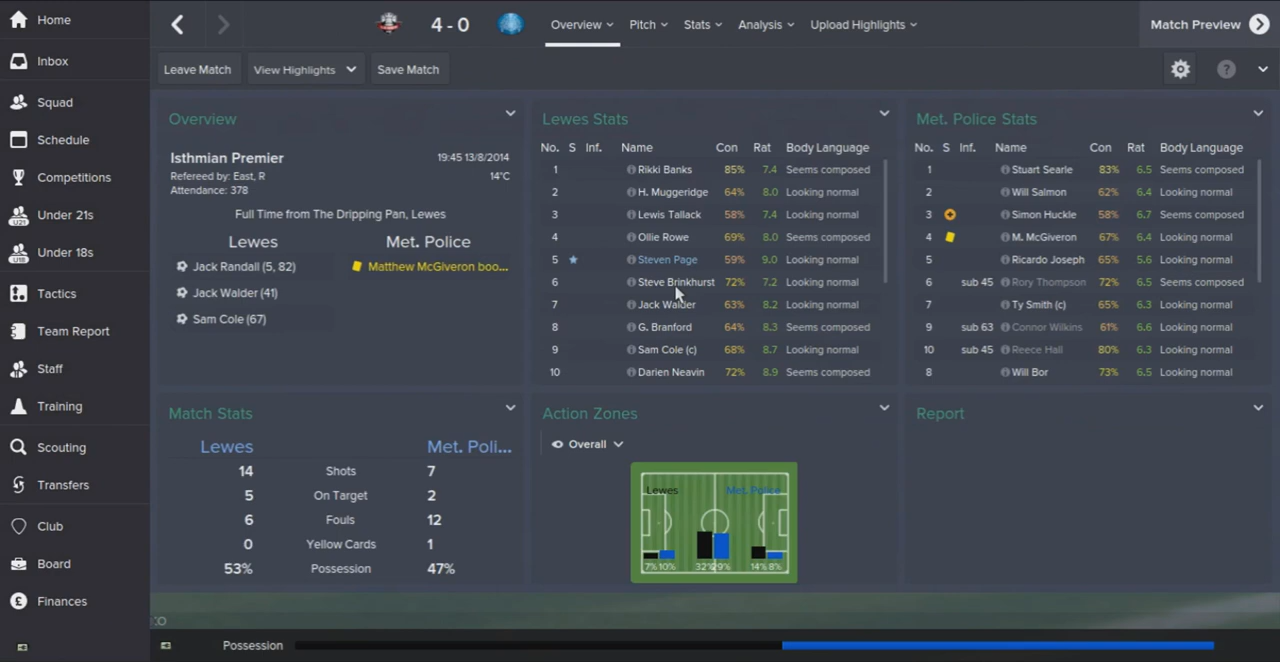 Home
Inbox
Squad
Schedule
Competitions
Under 21s
Under 18s
Tactics
Team Report
Staff
Training
Scouting
Transfers
Club
Board
Finances
4 - 0
Overview Pitch Stats Analysis Upload Highlights
Match Preview
Leave Match View Highlights Save Match
?
Overview
Isthmian Premier 19:45 13/8/2014
Refereed by: East, R 14°C
Attendance: 378
Full Time from The Dripping Pan, Lewes
Lewes Met. Police
Jack Randall (5, 82) Matthew McGiveron boo...
Jack Walder (41)
Sam Cole (67)
Lewes Stats
No. S Inf. Name Con Rat Body Language
1 Rikki Banks 85% 7.4 Seems composed
2 H. Muggeridge 64% 8.0 Looking normal
3 Lewis Tallack 58% 7.4 Looking normal
4 Ollie Rowe 69% 8.0 Seems composed
5 Steven Page 59% 9.0 Looking normal
6 Steve Brinkhurst 72% 7.2 Looking normal
7 Jack Walder 63% 8.2 Looking normal
8 G. Branford 64% 8.3 Seems composed
9 Sam Cole (c) 68% 8.7 Looking normal
10 Darien Neavin 72% 8.9 Seems composed
Met. Police Stats
No. S Inf. Name Con Rat Body Language
1 Stuart Searle 83% 6.5 Seems composed
2 Will Salmon 62% 6.4 Looking normal
3 Simon Huckle 58% 6.7 Seems composed
4 M. McGiveron 67% 6.4 Looking normal
5 Ricardo Joseph 65% 5.6 Looking normal
6 sub 45 Rory Thompson 72% 6.5 Seems composed
7 Ty Smith (c) 65% 6.3 Looking normal
9 sub 63 Connor Wilkins 61% 6.6 Looking normal
10 sub 45 Reece Hall 80% 6.3 Looking normal
8 Will Bor 73% 6.5 Looking normal
Match Stats
Lewes Met. Poli...
14 Shots 7
5 On Target 2
6 Fouls 12
0 Yellow Cards 1
53% Possession 47%
Action Zones
Overall
Lewes Met. Police
7% 10% 32% 29% 14% 8%
Report
Possession